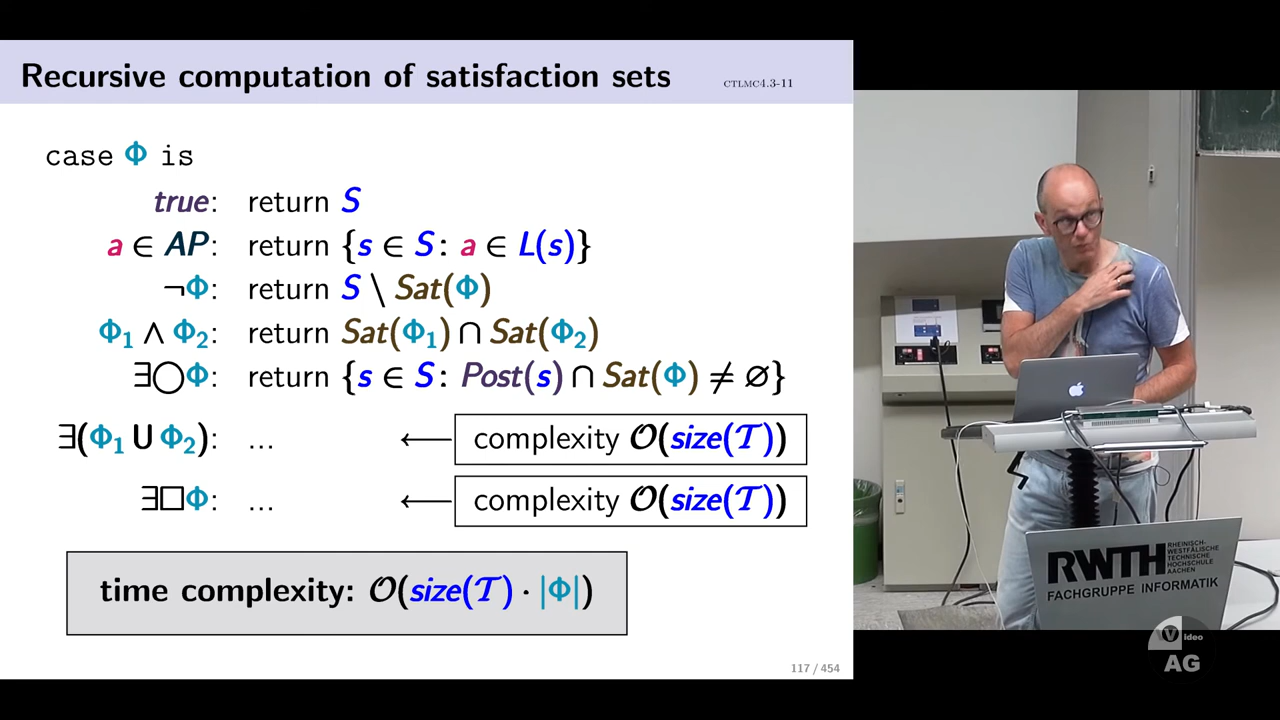 Recursive computation of satisfaction sets CTLMC4.3-11
case Φ is
true: return S
a ∈ AP: return {s ∈ S : a ∈ L(s)}
¬Φ: return S \ Sat(Φ)
Φ₁ ∧ Φ₂: return Sat(Φ₁) ∩ Sat(Φ₂)
∃◯Φ: return {s ∈ S : Post(s) ∩ Sat(Φ) ≠ ∅}
∃(Φ₁ U Φ₂): ... ⟵ complexity 𝒪(size(𝒯))
∃□Φ: ... ⟵ complexity 𝒪(size(𝒯))
time complexity: 𝒪(size(𝒯) · |Φ|)
117 / 454
RWTH RHEINISCH-
WESTFÄLISCHE
TECHNISCHE
HOCHSCHULE
AACHEN
FACHGRUPPE INFORMATIK
Video
AG